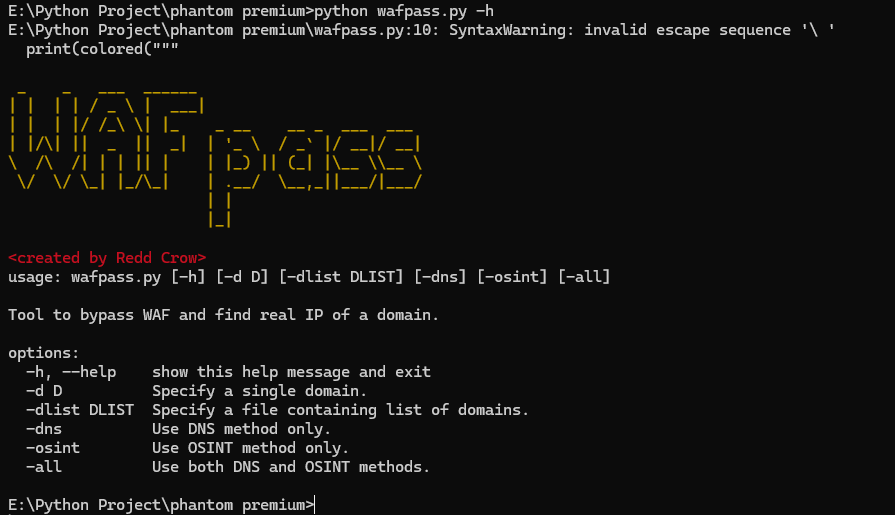 E:\Python Project\phantom premium>python wafpass.py -h
E:\Python Project\phantom premium\wafpass.py:10: SyntaxWarning: invalid escape sequence '\ '
print(colored("""
WAF pass
<created by Redd Crow>
usage: wafpass.py [-h] [-d D] [-dlist DLIST] [-dns] [-osint] [-all]
Tool to bypass WAF and find real IP of a domain.
options:
-h, --help show this help message and exit
-d D Specify a single domain.
-dlist DLIST Specify a file containing list of domains.
-dns Use DNS method only.
-osint Use OSINT method only.
-all Use both DNS and OSINT methods.
E:\Python Project\phantom premium>